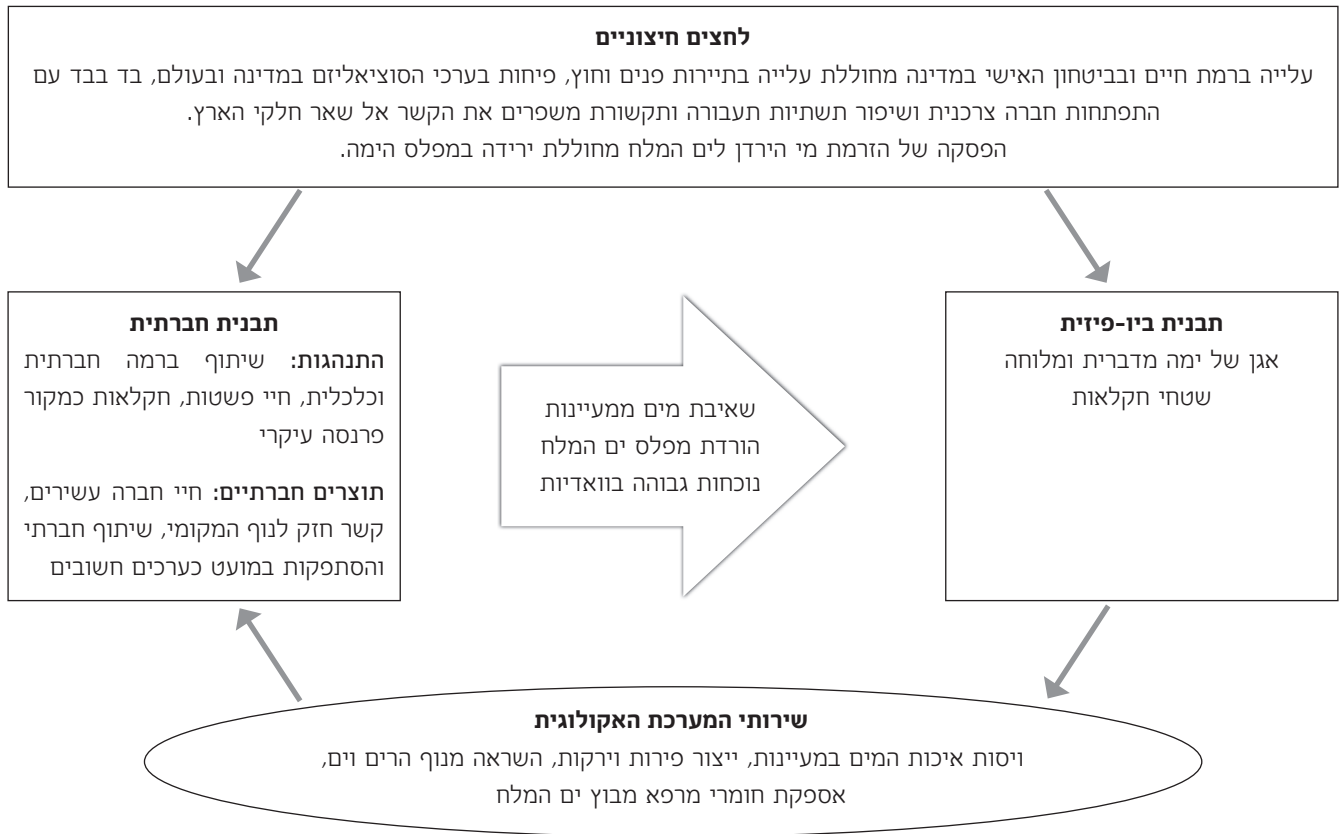 לחצים חיצוניים
עלייה ברמת חיים ובביטחון האישי במדינה מחוללת עלייה בתיירות פנים וחוץ, פיחות בערכי הסוציאליזם במדינה ובעולם, בד בבד עם
התפתחות חברה צרכנית ושיפור תשתיות תעבורה ותקשורת משפרים את הקשר אל שאר חלקי הארץ.
הפסקה של הזרמת מי הירדן לים המלח מחוללת ירידה במפלס הימה.
תבנית ביו-פיזית
אגן של ימה מדברית ומלוחה
שטחי חקלאות
שאיבת מים ממעיינות
הורדת מפלס ים המלח
נוכחות גבוהה בוואדיות
תבנית חברתית
התנהגות: שיתוף ברמה חברתית
וכלכלית, חיי פשטות, חקלאות כמקור
פרנסה עיקרי
תוצרים חברתיים: חיי חברה עשירים,
קשר חזק לנוף המקומי, שיתוף חברתי
והסתפקות במועט כערכים חשובים
שירותי המערכת האקולוגית
ויסות איכות המים במעיינות, ייצור פירות וירקות, השראה מנוף הרים וים,
אספקת חומרי מרפא מבוץ ים המלח